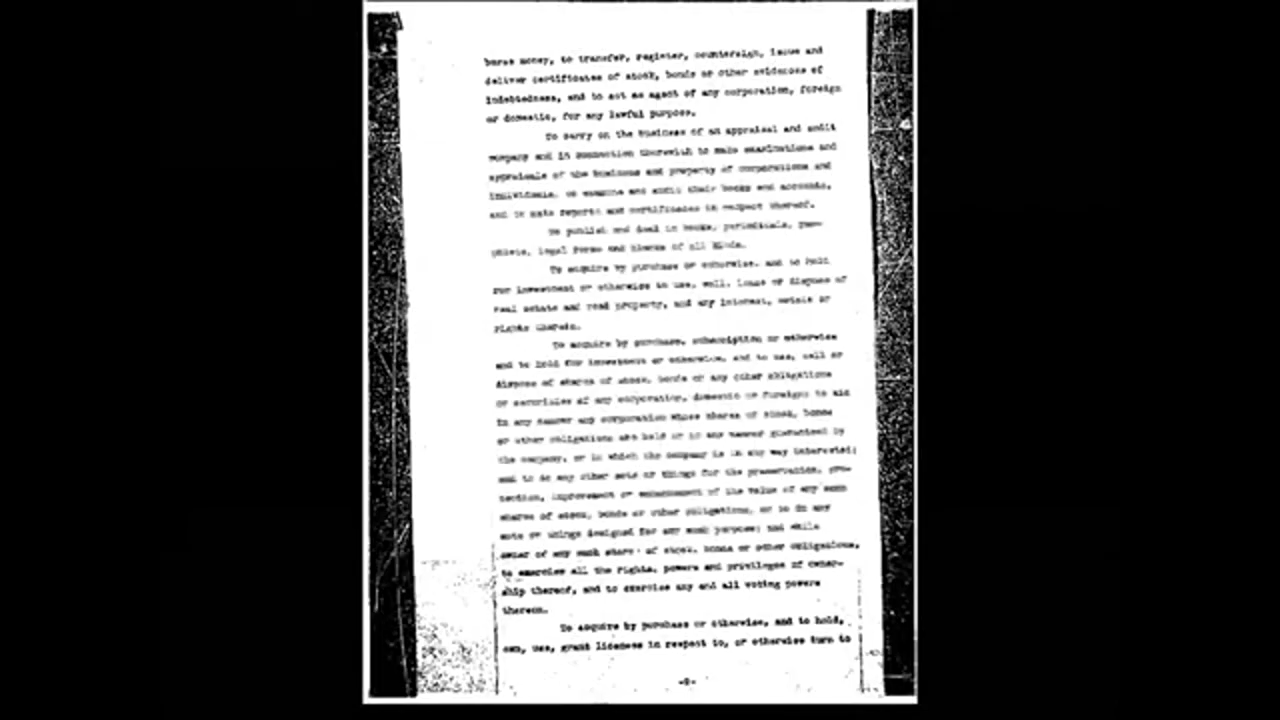 burse money, to transfer, register, countersign, issue and
deliver certificates of stock, bonds or other evidences of
indebtedness, and to act as agent of any corporation, foreign
or domestic, for any lawful purpose.
To carry on the business of an appraisal and audit
company and in connection therewith to make examinations and
appraisals of the business and property of corporations and
individuals, to examine and audit their books and accounts,
and to make reports and certificates in respect thereof.
To publish and deal in books, periodicals, pam-
phlets, legal forms and blanks of all kinds.
To acquire by purchase or otherwise, and to hold
for investment or otherwise to use, sell, lease or dispose of
real estate and real property, and any interest, estate or
rights therein.
To acquire by purchase, subscription or otherwise
and to hold for investment or otherwise, and to use, sell or
dispose of shares of stock, bonds or any other obligations
or securities of any corporation, domestic or foreign; to aid
in any manner any corporation whose shares of stock, bonds
or other obligations are held or in any manner guaranteed by
the company, or in which the company is in any way interested;
and to do any other acts or things for the preservation, pro-
tection, improvement or enhancement of the value of any such
shares of stock, bonds or other obligations, or to do any
acts or things designed for any such purpose; and while
owner of any such shares of stock, bonds or other obligations,
to exercise all the rights, powers and privileges of owner-
ship thereof, and to exercise any and all voting powers
thereon.
To acquire by purchase or otherwise, and to hold,
own, use, grant licenses in respect to, or otherwise turn to